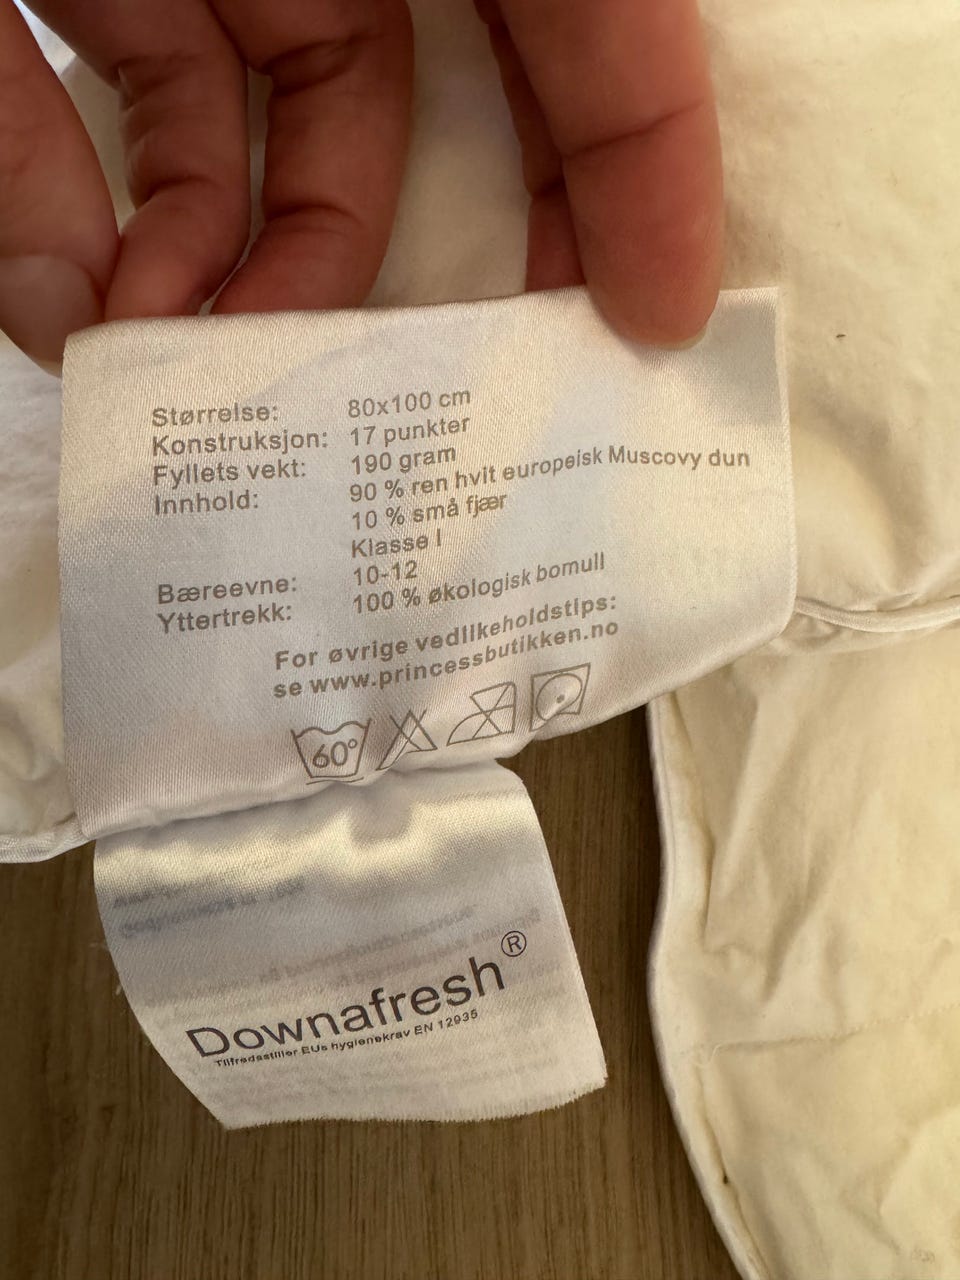 Størrelse: 80x100 cm
Konstruksjon: 17 punkter
Fyllets vekt: 190 gram
Innhold: 90 % ren hvit europeisk Muscovy dun
10 % små fjær
Klasse I
Bæreevne: 10-12
Yttertrekk: 100 % økologisk bomull
For øvrige vedlikeholdstips:
se www.princessbutikken.no
60°
Downafresh®
Tilfredsstiller EUs hygienekrav EN 12935